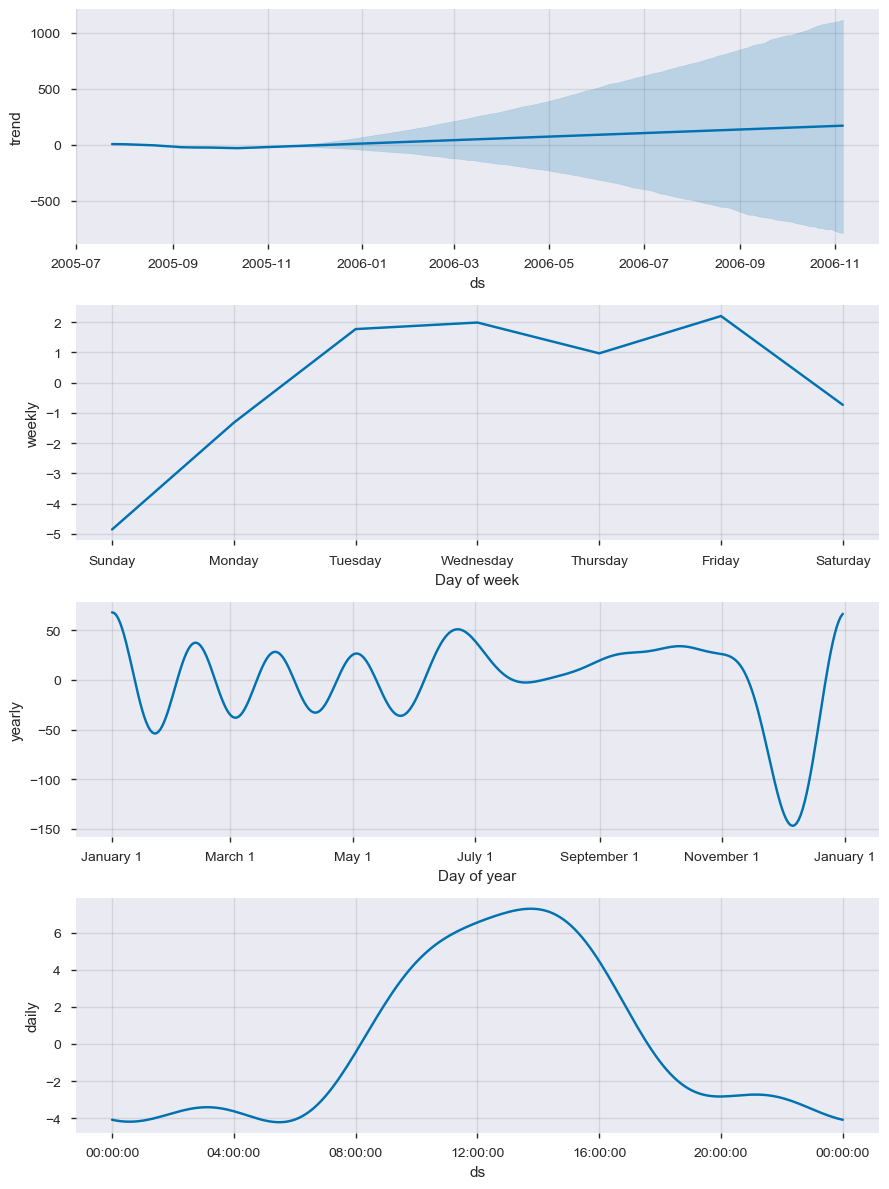 1000
500
0
−500
trend
2005-07 2005-09 2005-11 2006-01 2006-03 2006-05 2006-07 2006-09 2006-11
ds
2
1
0
−1
−2
−3
−4
−5
weekly
Sunday Monday Tuesday Wednesday Thursday Friday Saturday
Day of week
50
0
−50
−100
−150
yearly
January 1 March 1 May 1 July 1 September 1 November 1 January 1
Day of year
6
4
2
0
−2
−4
daily
00:00:00 04:00:00 08:00:00 12:00:00 16:00:00 20:00:00 00:00:00
ds